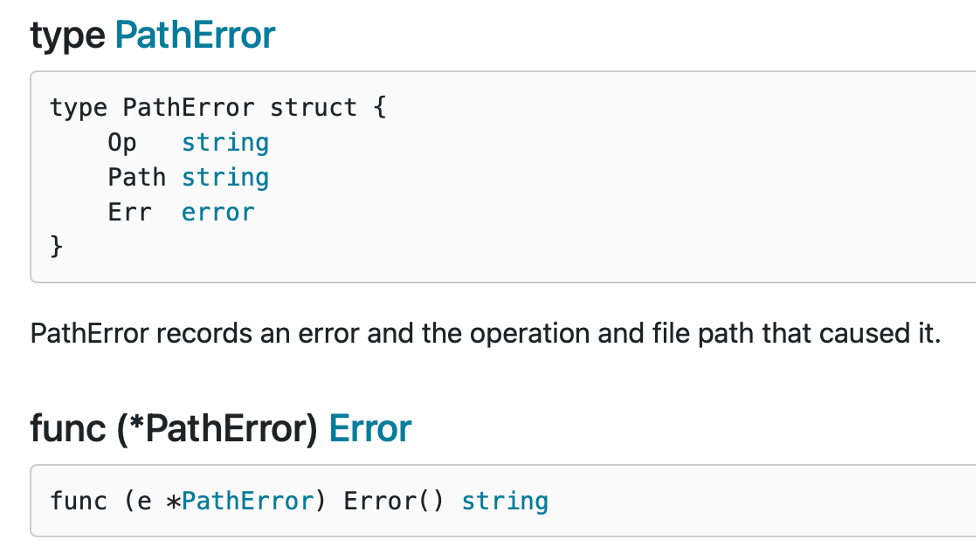 type PathError
type PathError struct {
    Op   string
    Path string
    Err  error
}
PathError records an error and the operation and file path that caused it.
func (*PathError) Error
func (e *PathError) Error() string